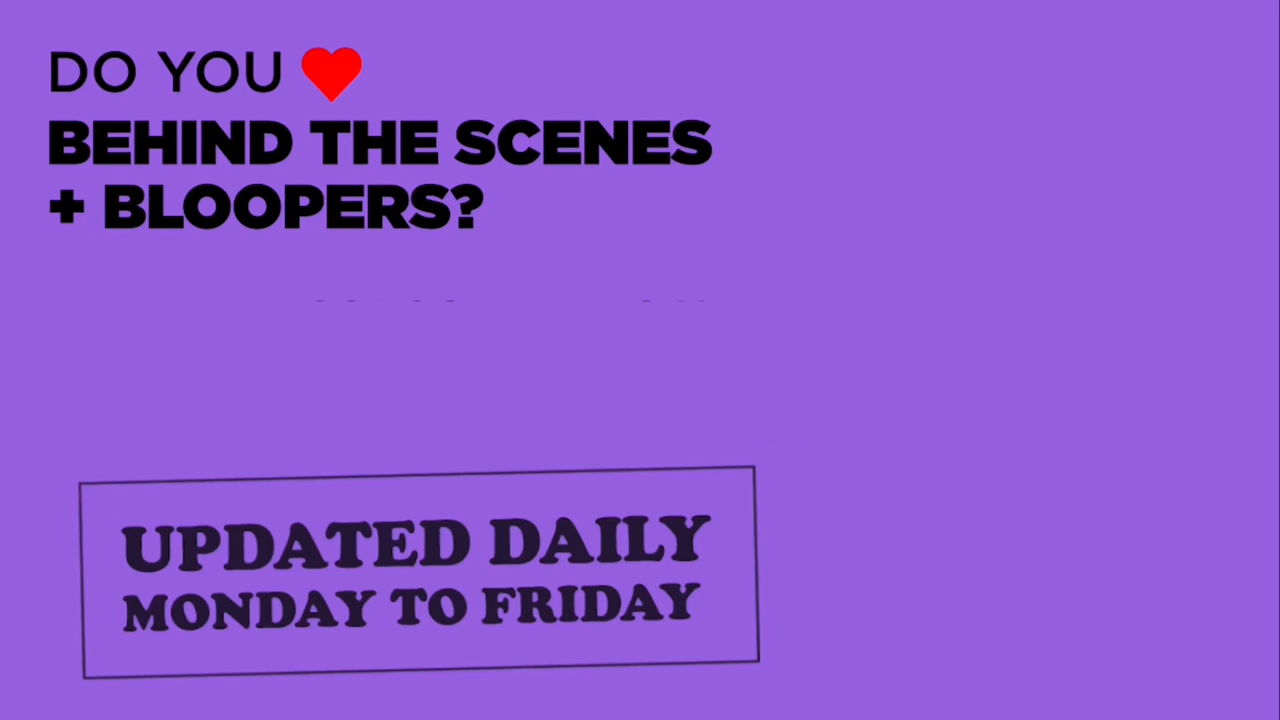 DO YOU ❤
BEHIND THE SCENES
+ BLOOPERS?
UPDATED DAILY
MONDAY TO FRIDAY